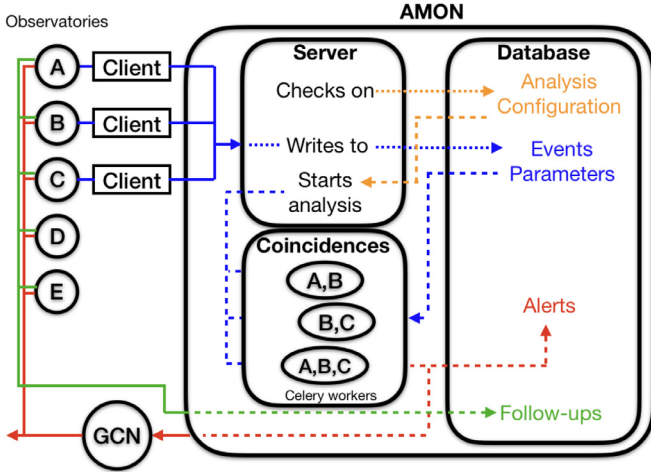 AMON
Observatories
Server
Database
A
Client
Checks on
Analysis
Configuration
B
Client
Writes to
Events
Parameters
C
Client
Starts
analysis
D
Coincidences
E
A,B
B,C
Alerts
A,B,C
Celery workers
GCN
Follow-ups